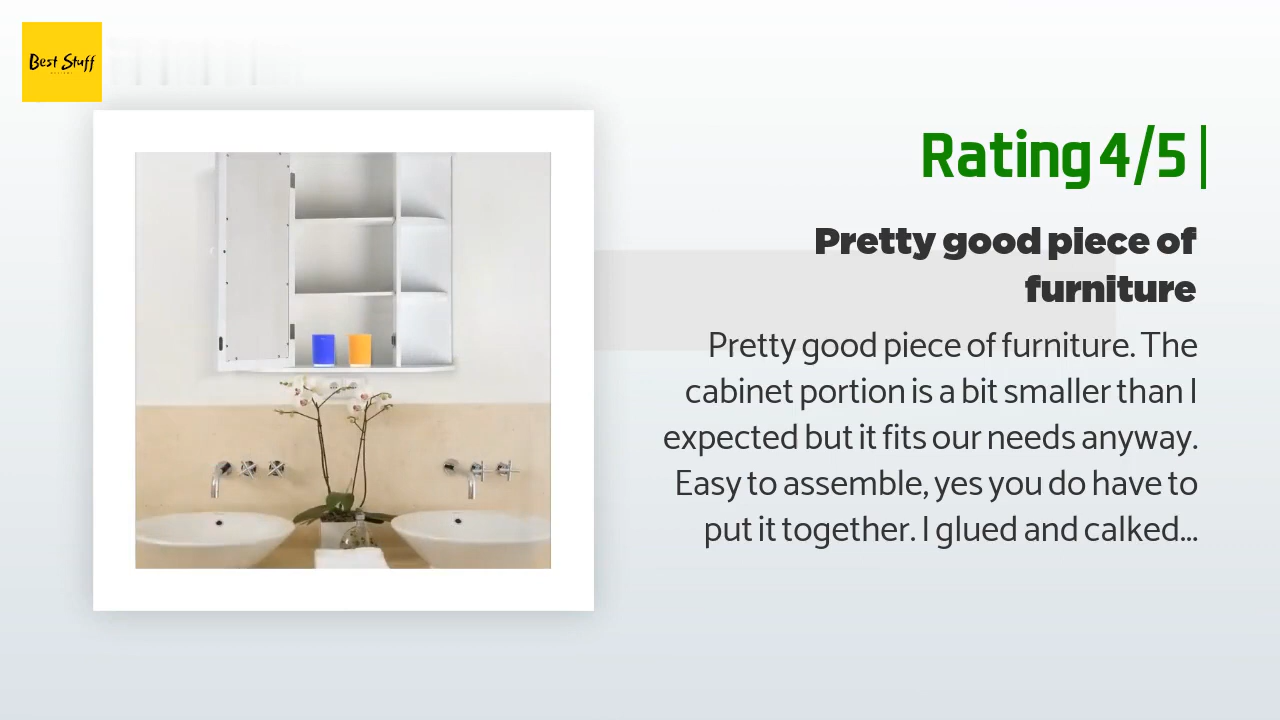 Best Stuff
Rating 4/5
Pretty good piece of
furniture
Pretty good piece of furniture. The
cabinet portion is a bit smaller than I
expected but it fits our needs anyway.
Easy to assemble, yes you do have to
put it together. I glued and calked...